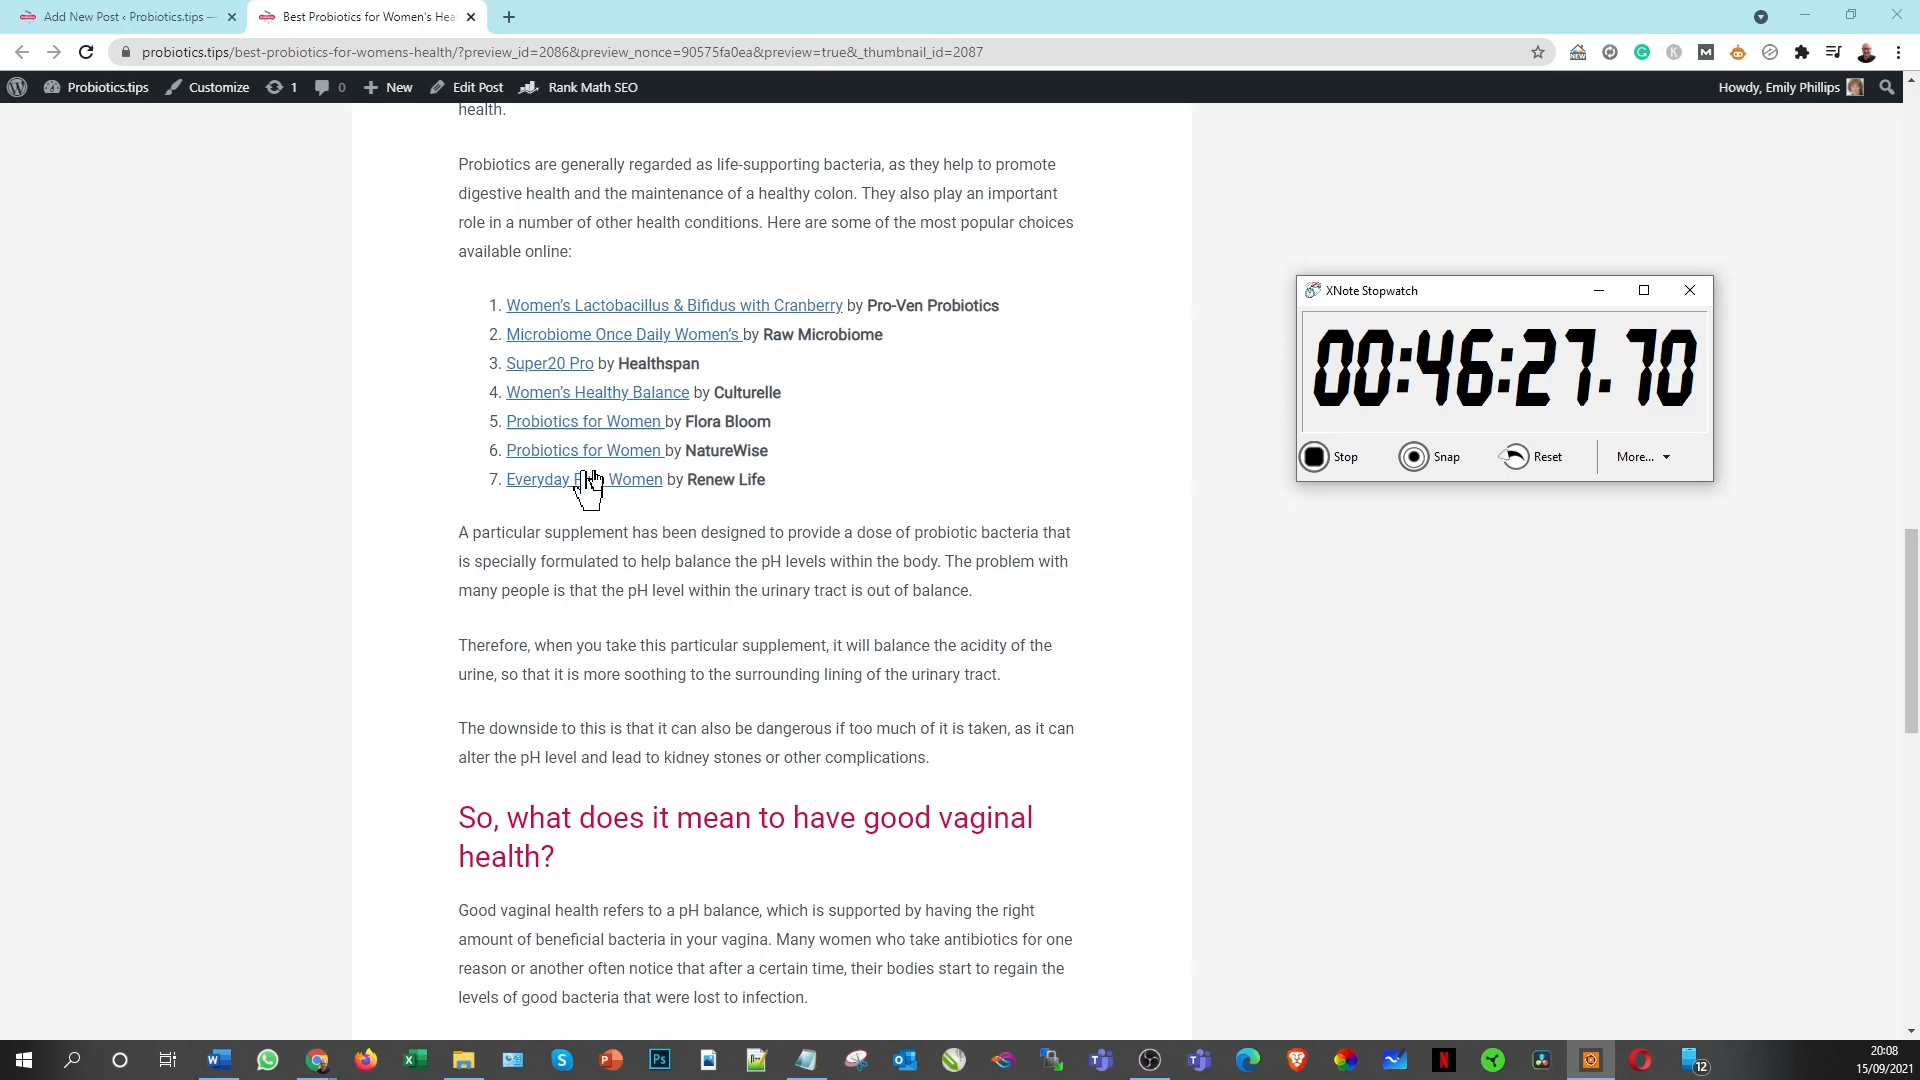 Add New Post ‹ Probiotics.tips —
Best Probiotics for Women's Hea
probiotics.tips/best-probiotics-for-womens-health/?preview_id=2086&preview_nonce=90575fa0ea&preview=true&_thumbnail_id=2087
Probiotics.tips Customize 1 0 New Edit Post Rank Math SEO
Howdy, Emily Phillips
health.
Probiotics are generally regarded as life-supporting bacteria, as they help to promote
digestive health and the maintenance of a healthy colon. They also play an important
role in a number of other health conditions. Here are some of the most popular choices
available online:
1. Women’s Lactobacillus & Bifidus with Cranberry by Pro-Ven Probiotics
2. Microbiome Once Daily Women’s by Raw Microbiome
3. Super20 Pro by Healthspan
4. Women’s Healthy Balance by Culturelle
5. Probiotics for Women by Flora Bloom
6. Probiotics for Women by NatureWise
7. Everyday Women by Renew Life
A particular supplement has been designed to provide a dose of probiotic bacteria that
is specially formulated to help balance the pH levels within the body. The problem with
many people is that the pH level within the urinary tract is out of balance.
Therefore, when you take this particular supplement, it will balance the acidity of the
urine, so that it is more soothing to the surrounding lining of the urinary tract.
The downside to this is that it can also be dangerous if too much of it is taken, as it can
alter the pH level and lead to kidney stones or other complications.
So, what does it mean to have good vaginal
health?
Good vaginal health refers to a pH balance, which is supported by having the right
amount of beneficial bacteria in your vagina. Many women who take antibiotics for one
reason or another often notice that after a certain time, their bodies start to regain the
levels of good bacteria that were lost to infection.
XNote Stopwatch
00:46:27.70
Stop Snap Reset More...
12
20:08
15/09/2021